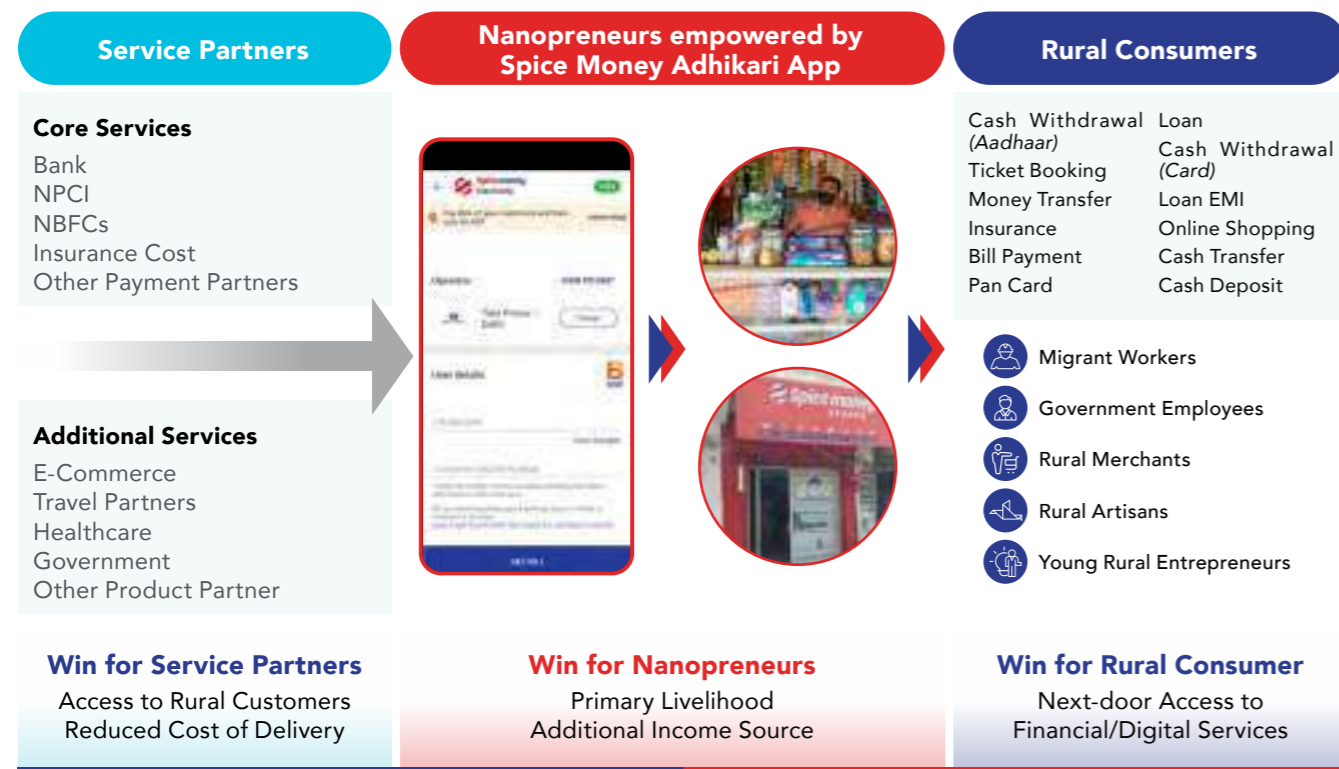 Service Partners
Core Services
Bank
NPCI
NBFCs
Insurance Cost
Other Payment Partners
Additional Services
E-Commerce
Travel Partners
Healthcare
Government
Other Product Partner
Win for Service Partners
Access to Rural Customers
Reduced Cost of Delivery
Nanopreneurs empowered by
Spice Money Adhikari App
User details
Win for Nanopreneurs
Primary Livelihood
Additional Income Source
Rural Consumers
Cash Withdrawal
(Aadhaar)
Ticket Booking
Money Transfer
Insurance
Bill Payment
Pan Card
Loan
Cash Withdrawal
(Card)
Loan EMI
Online Shopping
Cash Transfer
Cash Deposit
Migrant Workers
Government Employees
Rural Merchants
Rural Artisans
Young Rural Entrepreneurs
Win for Rural Consumer
Next-door Access to
Financial/Digital Services